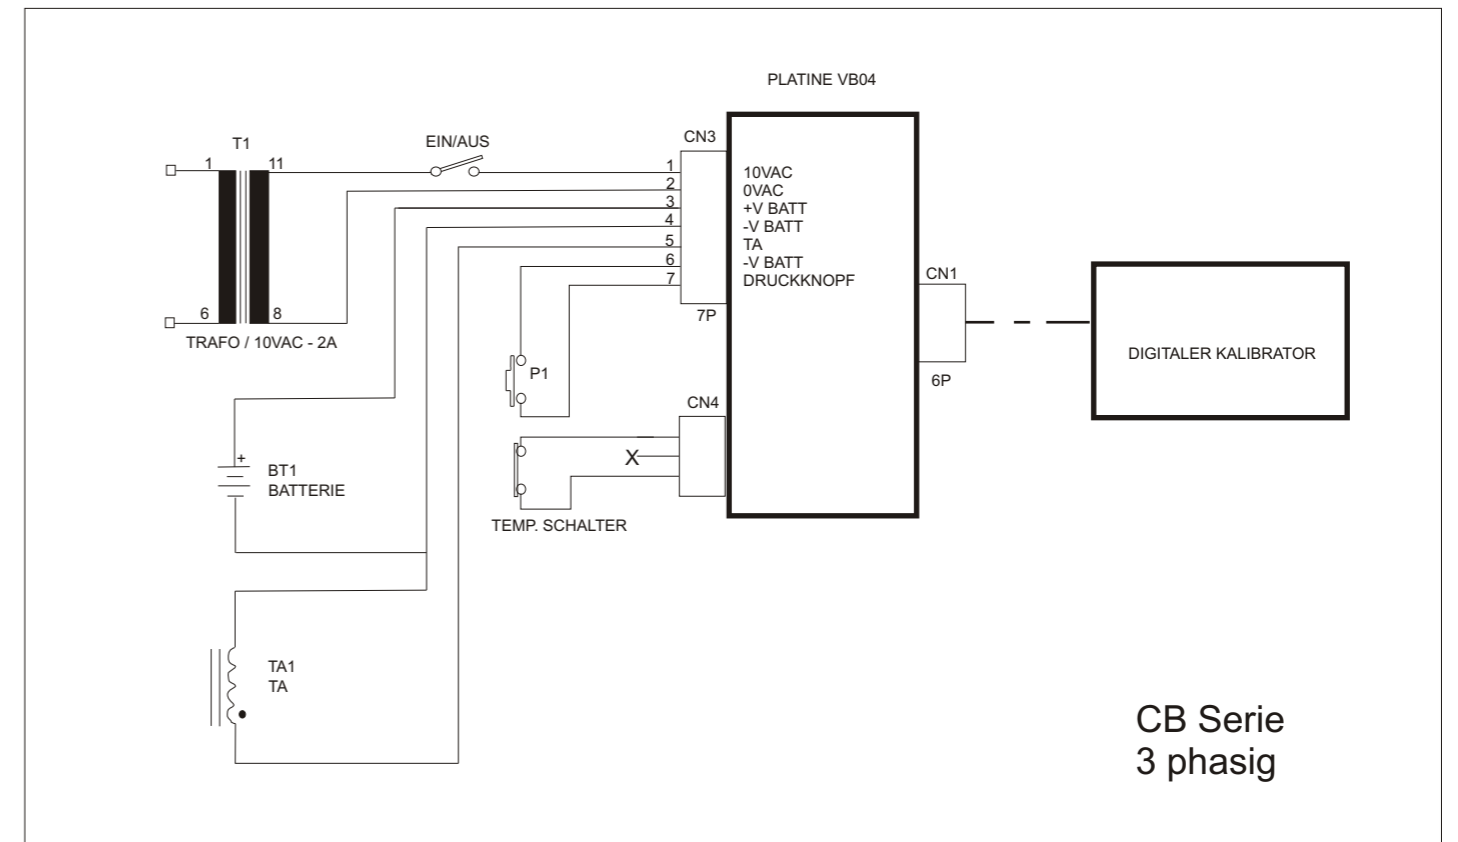 PLATINE VB04
T1
EIN/AUS
CN3
1
11
1
10VAC
2
0VAC
3
+V BATT
4
-V BATT
5
TA
6
-V BATT
7
DRUCKKNOPF
CN1
7P
6
8
TRAFO / 10VAC - 2A
DIGITALER KALIBRATOR
P1
6P
CN4
X
+
BT1
BATTERIE
TEMP. SCHALTER
TA1
TA
CB Serie
3 phasig